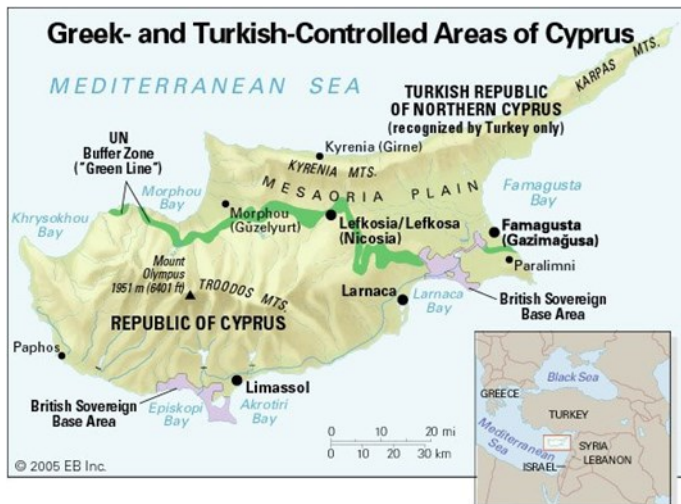 Greek- and Turkish-Controlled Areas of Cyprus
MEDITERRANEAN SEA
KARPAS MTS.
TURKISH REPUBLIC
OF NORTHERN CYPRUS
(recognized by Turkey only)
UN
Buffer Zone
("Green Line")
Kyrenia (Girne)
KYRENIA MTS.
MESAORIA PLAIN
Morphou
Bay
Famagusta
Bay
Khrysokhou
Bay
Morphou
(Güzelyurt)
Lefkosia/Lefkosa
(Nicosia)
Famagusta
(Gazimağusa)
Paralimni
Mount
Olympus
1951 m (6401 ft)
TROODOS MTS.
Larnaca
Larnaca
Bay
British Sovereign
Base Area
REPUBLIC OF CYPRUS
Paphos
Limassol
British Sovereign
Base Area
Episkopi
Bay
Akrotiri
Bay
0 10 20 mi
0 10 20 30 km
© 2005 EB Inc.
Black Sea
GREECE
TURKEY
Mediterranean
Sea
SYRIA
LEBANON
ISRAEL